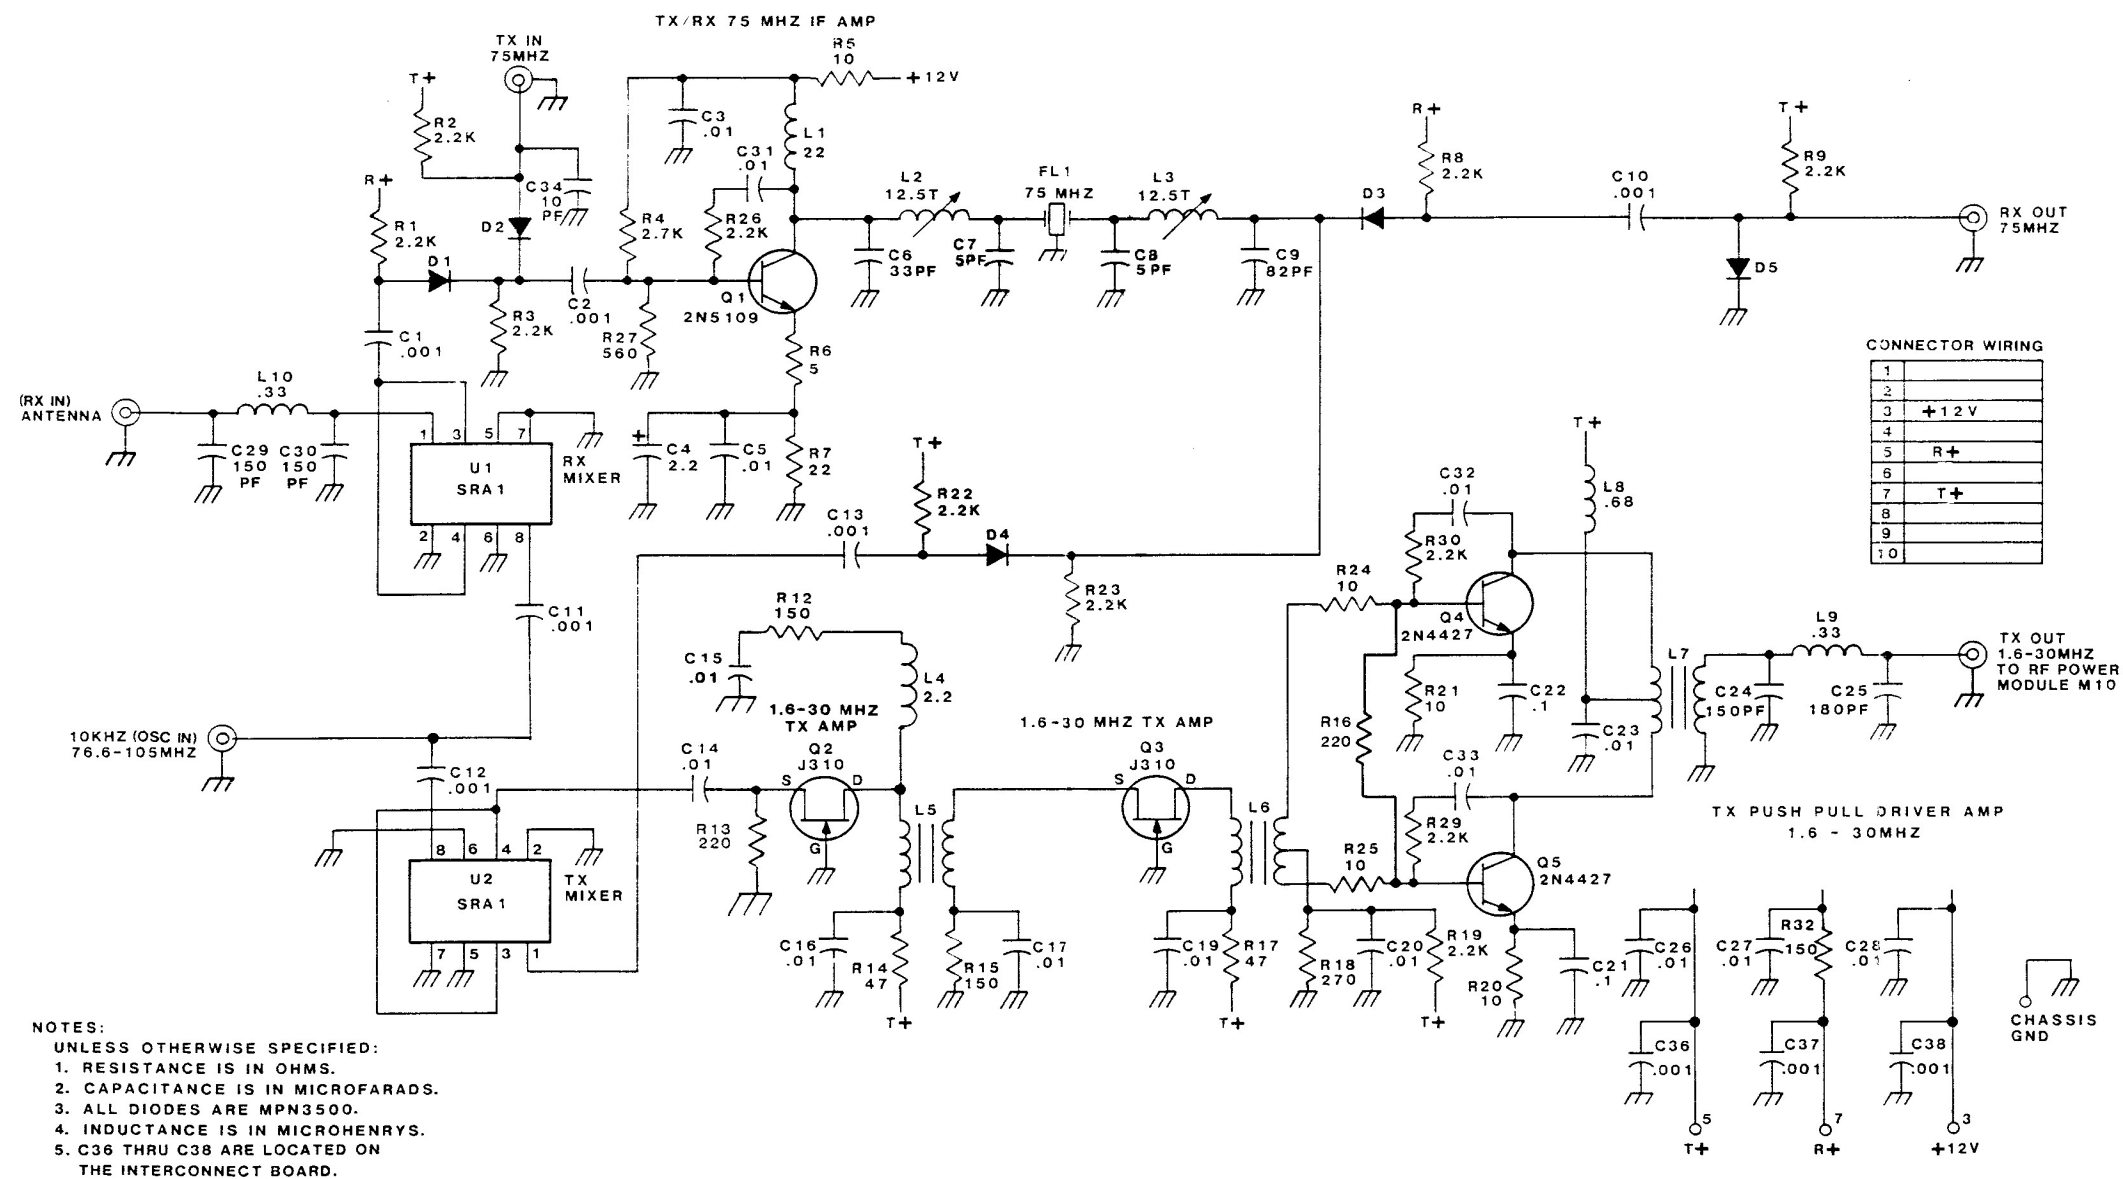 TX/RX 75 MHZ IF AMP
TX IN
75MHZ
T+
R2
2.2K
R5
10
+12V
C3
.01
L1
22
C31
.01
C34
10
PF
R+
R1
2.2K
D2
D1
R4
2.7K
R26
2.2K
Q1
2N5109
C2
.001
R3
2.2K
R27
560
C1
.001
R6
5
L2
12.5T
FL1
75 MHZ
L3
12.5T
C6
33PF
C7
5PF
C8
5PF
C9
82PF
D3
R+
R8
2.2K
C10
.001
T+
R9
2.2K
D5
RX OUT
75MHZ
CONNECTOR WIRING
1
2
3 +12V
4
5 R+
6
7 T+
8
9
10
(RX IN)
ANTENNA
L10
.33
C29
150
PF
C30
150
PF
1 3 5 7
U1
SRA1
RX
MIXER
2 4 6 8
C4
2.2
+
C5
.01
R7
22
C11
.001
C13
.001
T+
R22
2.2K
D4
R23
2.2K
R12
150
C15
.01
L4
2.2
1.6-30 MHZ
TX AMP
Q2
J310
S D
G
C14
.01
R13
220
10KHZ (OSC IN)
76.6-105MHZ
C12
.001
8 6 4 2
U2
SRA1
TX
MIXER
7 5 3 1
L5
C16
.01
R14
47
T+
R15
150
C17
.01
1.6-30 MHZ TX AMP
Q3
J310
S D
G
L6
C19
.01
R17
47
T+
R18
270
C20
.01
R19
2.2K
T+
R24
10
R25
10
R16
220
C32
.01
R30
2.2K
Q4
2N4427
R21
10
C22
.1
C33
.01
R29
2.2K
Q5
2N4427
R20
10
C21
.1
T+
L8
.68
C23
.01
L7
C24
150PF
L9
.33
C25
180PF
TX OUT
1.6-30MHZ
TO RF POWER
MODULE M10
TX PUSH PULL DRIVER AMP
1.6 - 30MHZ
C26
.01
C27
.01
R32
150
C28
.01
C36
.001
C37
.001
C38
.001
5
T+
7
R+
3
+12V
CHASSIS
GND
NOTES:
UNLESS OTHERWISE SPECIFIED:
1. RESISTANCE IS IN OHMS.
2. CAPACITANCE IS IN MICROFARADS.
3. ALL DIODES ARE MPN3500.
4. INDUCTANCE IS IN MICROHENRYS.
5. C36 THRU C38 ARE LOCATED ON
THE INTERCONNECT BOARD.